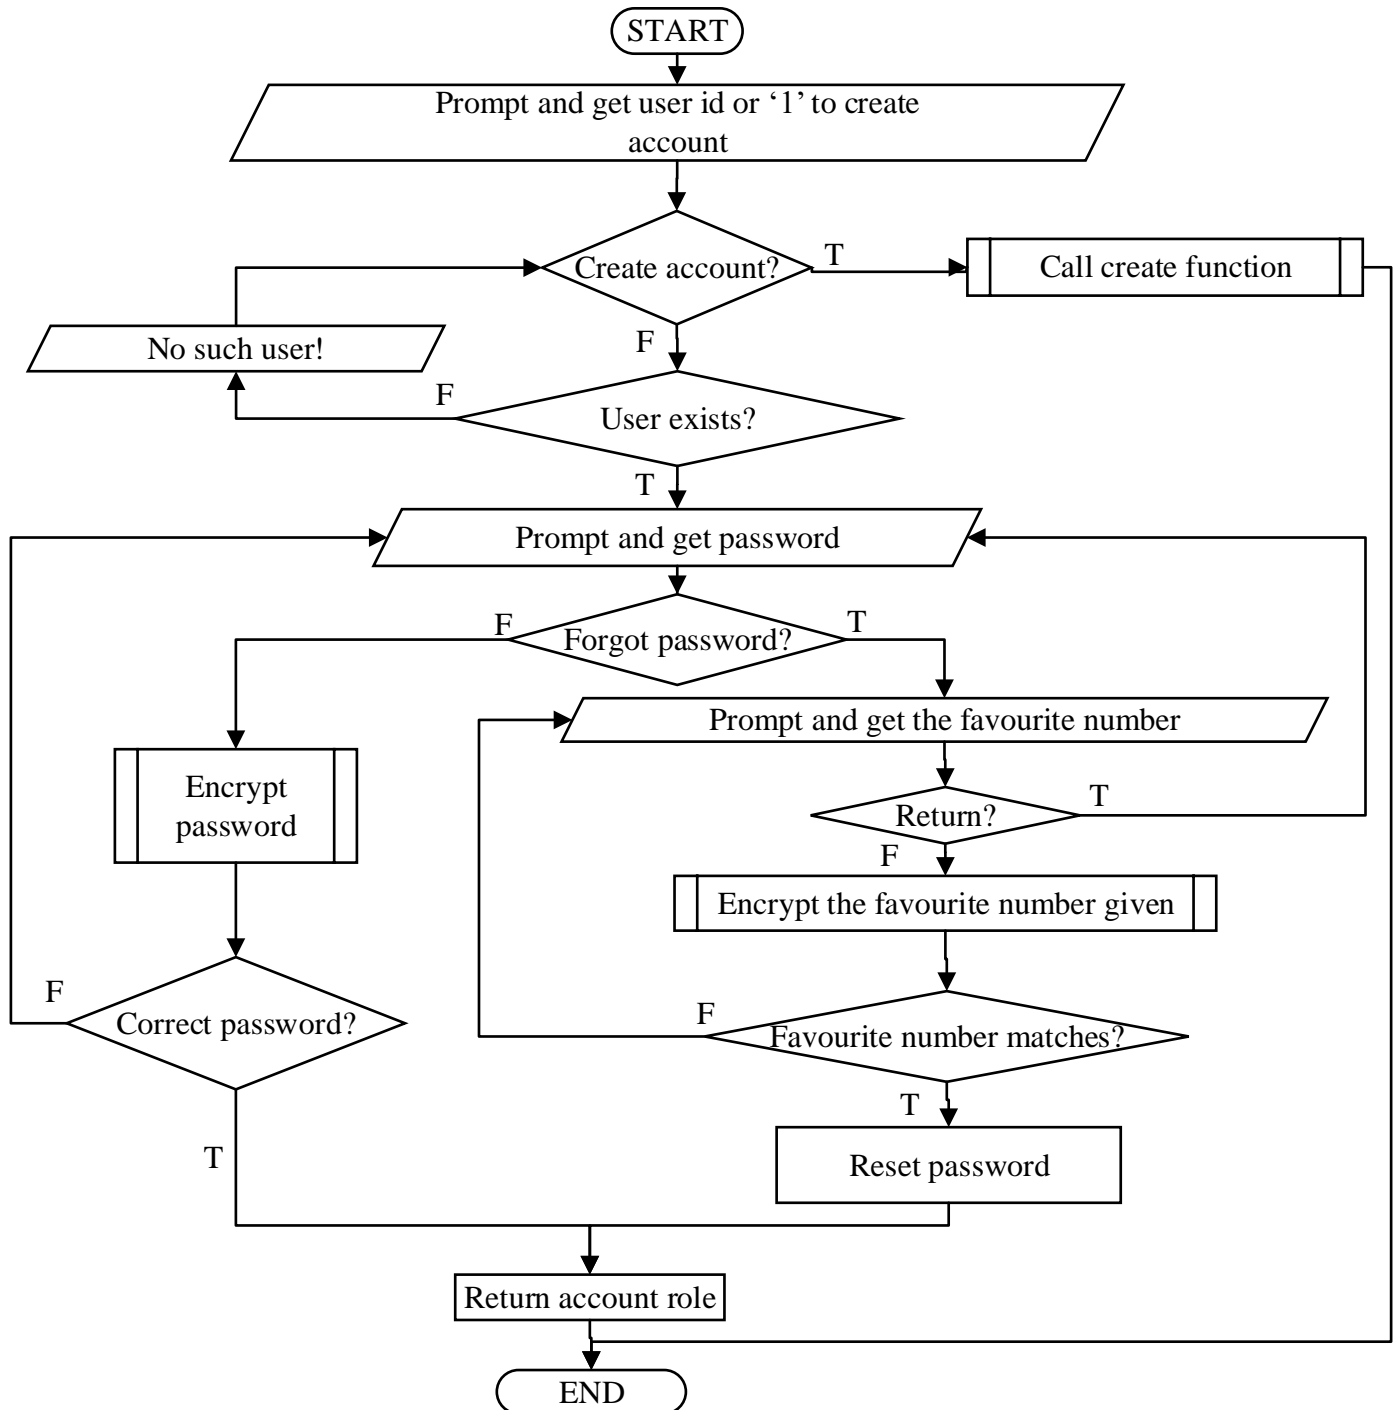 START
Prompt and get user id or ‘1’ to create
account
Create account?
T
Call create function
F
No such user!
F
User exists?
T
Prompt and get password
F
Forgot password?
T
Prompt and get the favourite number
Encrypt
password
Return?
T
F
Encrypt the favourite number given
F
Correct password?
F
Favourite number matches?
T
T
Reset password
Return account role
END